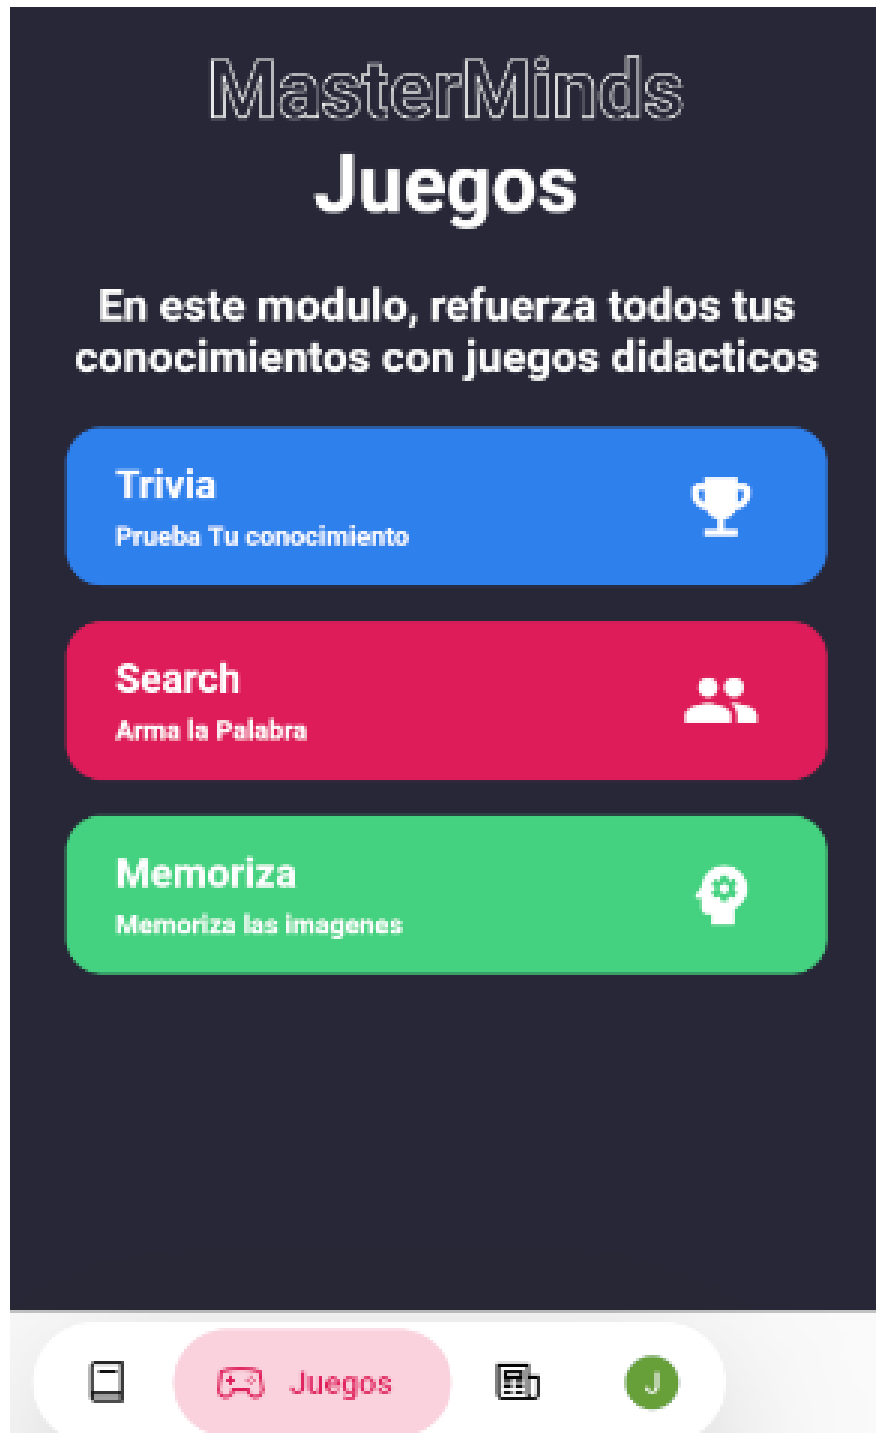 MasterMinds
Juegos
En este modulo, refuerza todos tus
conocimientos con juegos didacticos
Trivia
Prueba Tu conocimiento
Search
Arma la Palabra
Memoriza
Memoriza las imagenes
Juegos
J